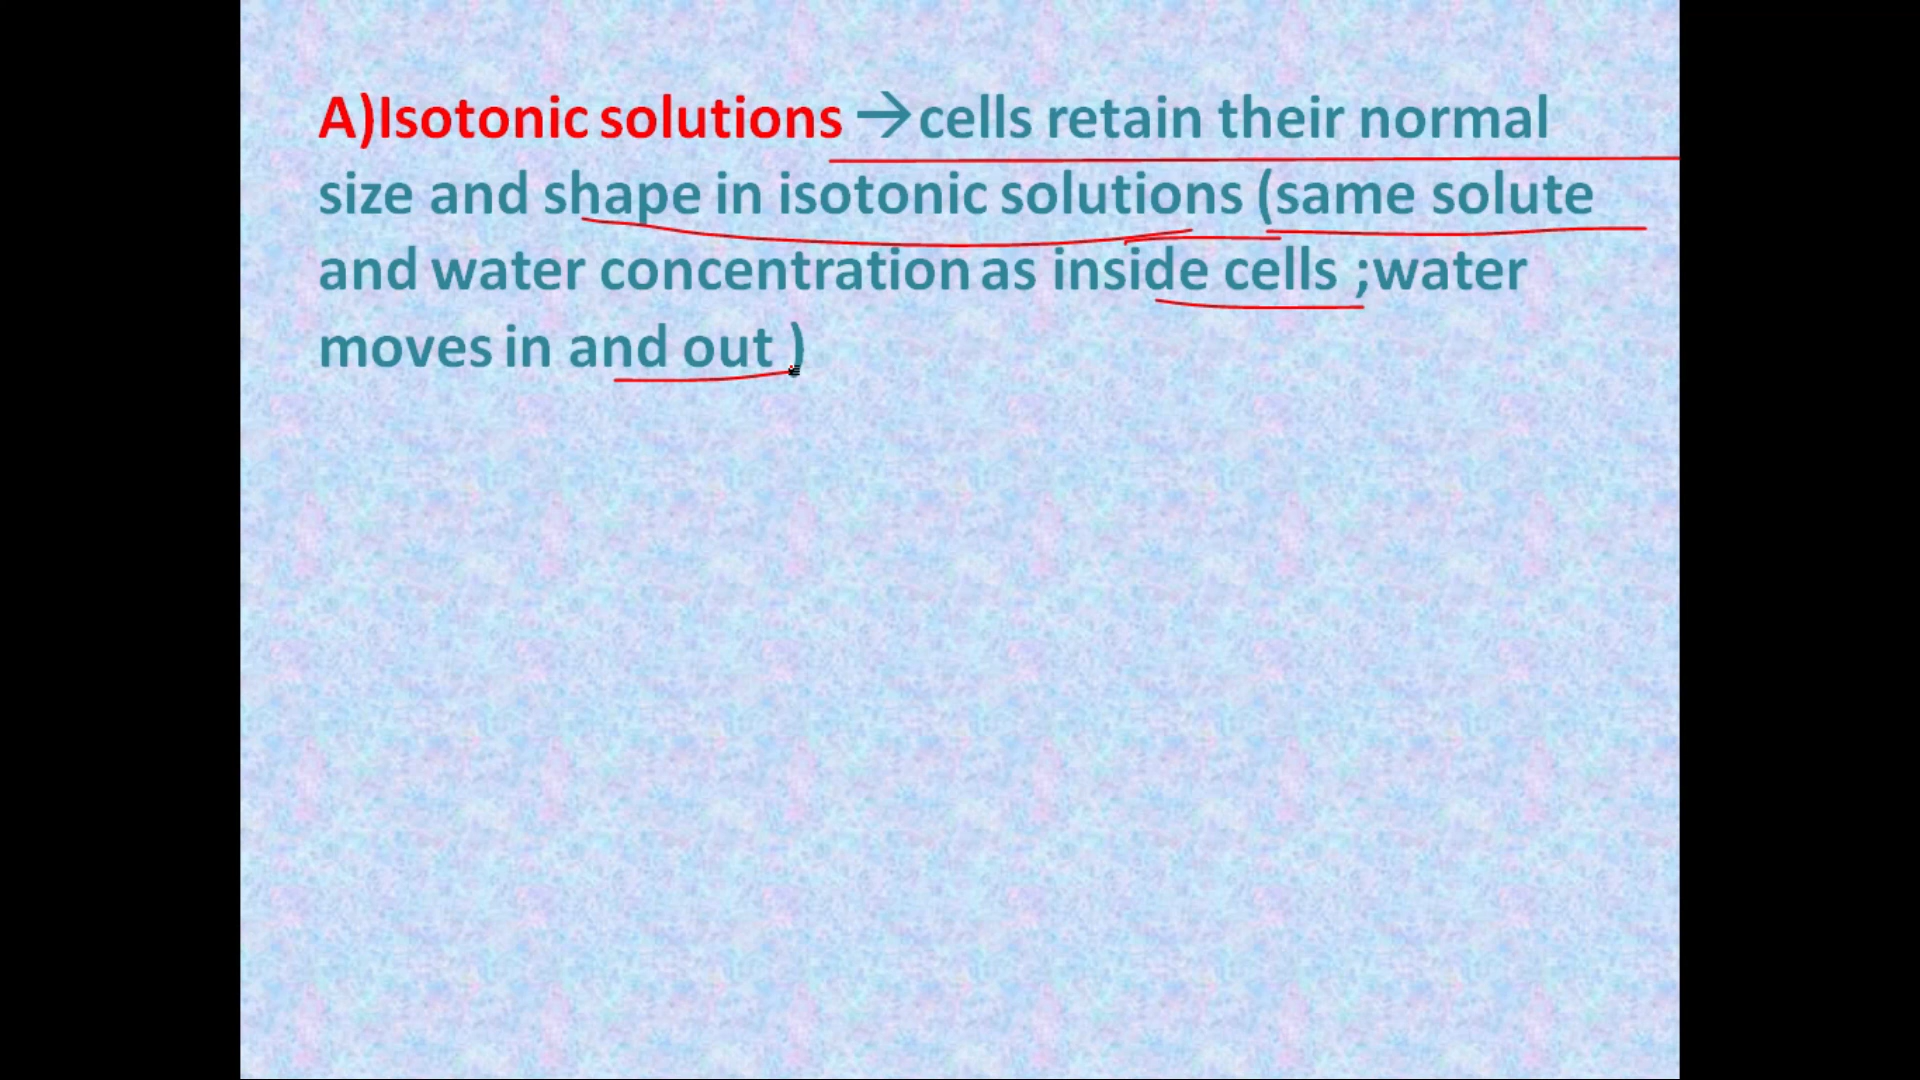 A)Isotonic solutions →cells retain their normal
size and shape in isotonic solutions (same solute
and water concentration as inside cells ;water
moves in and out )